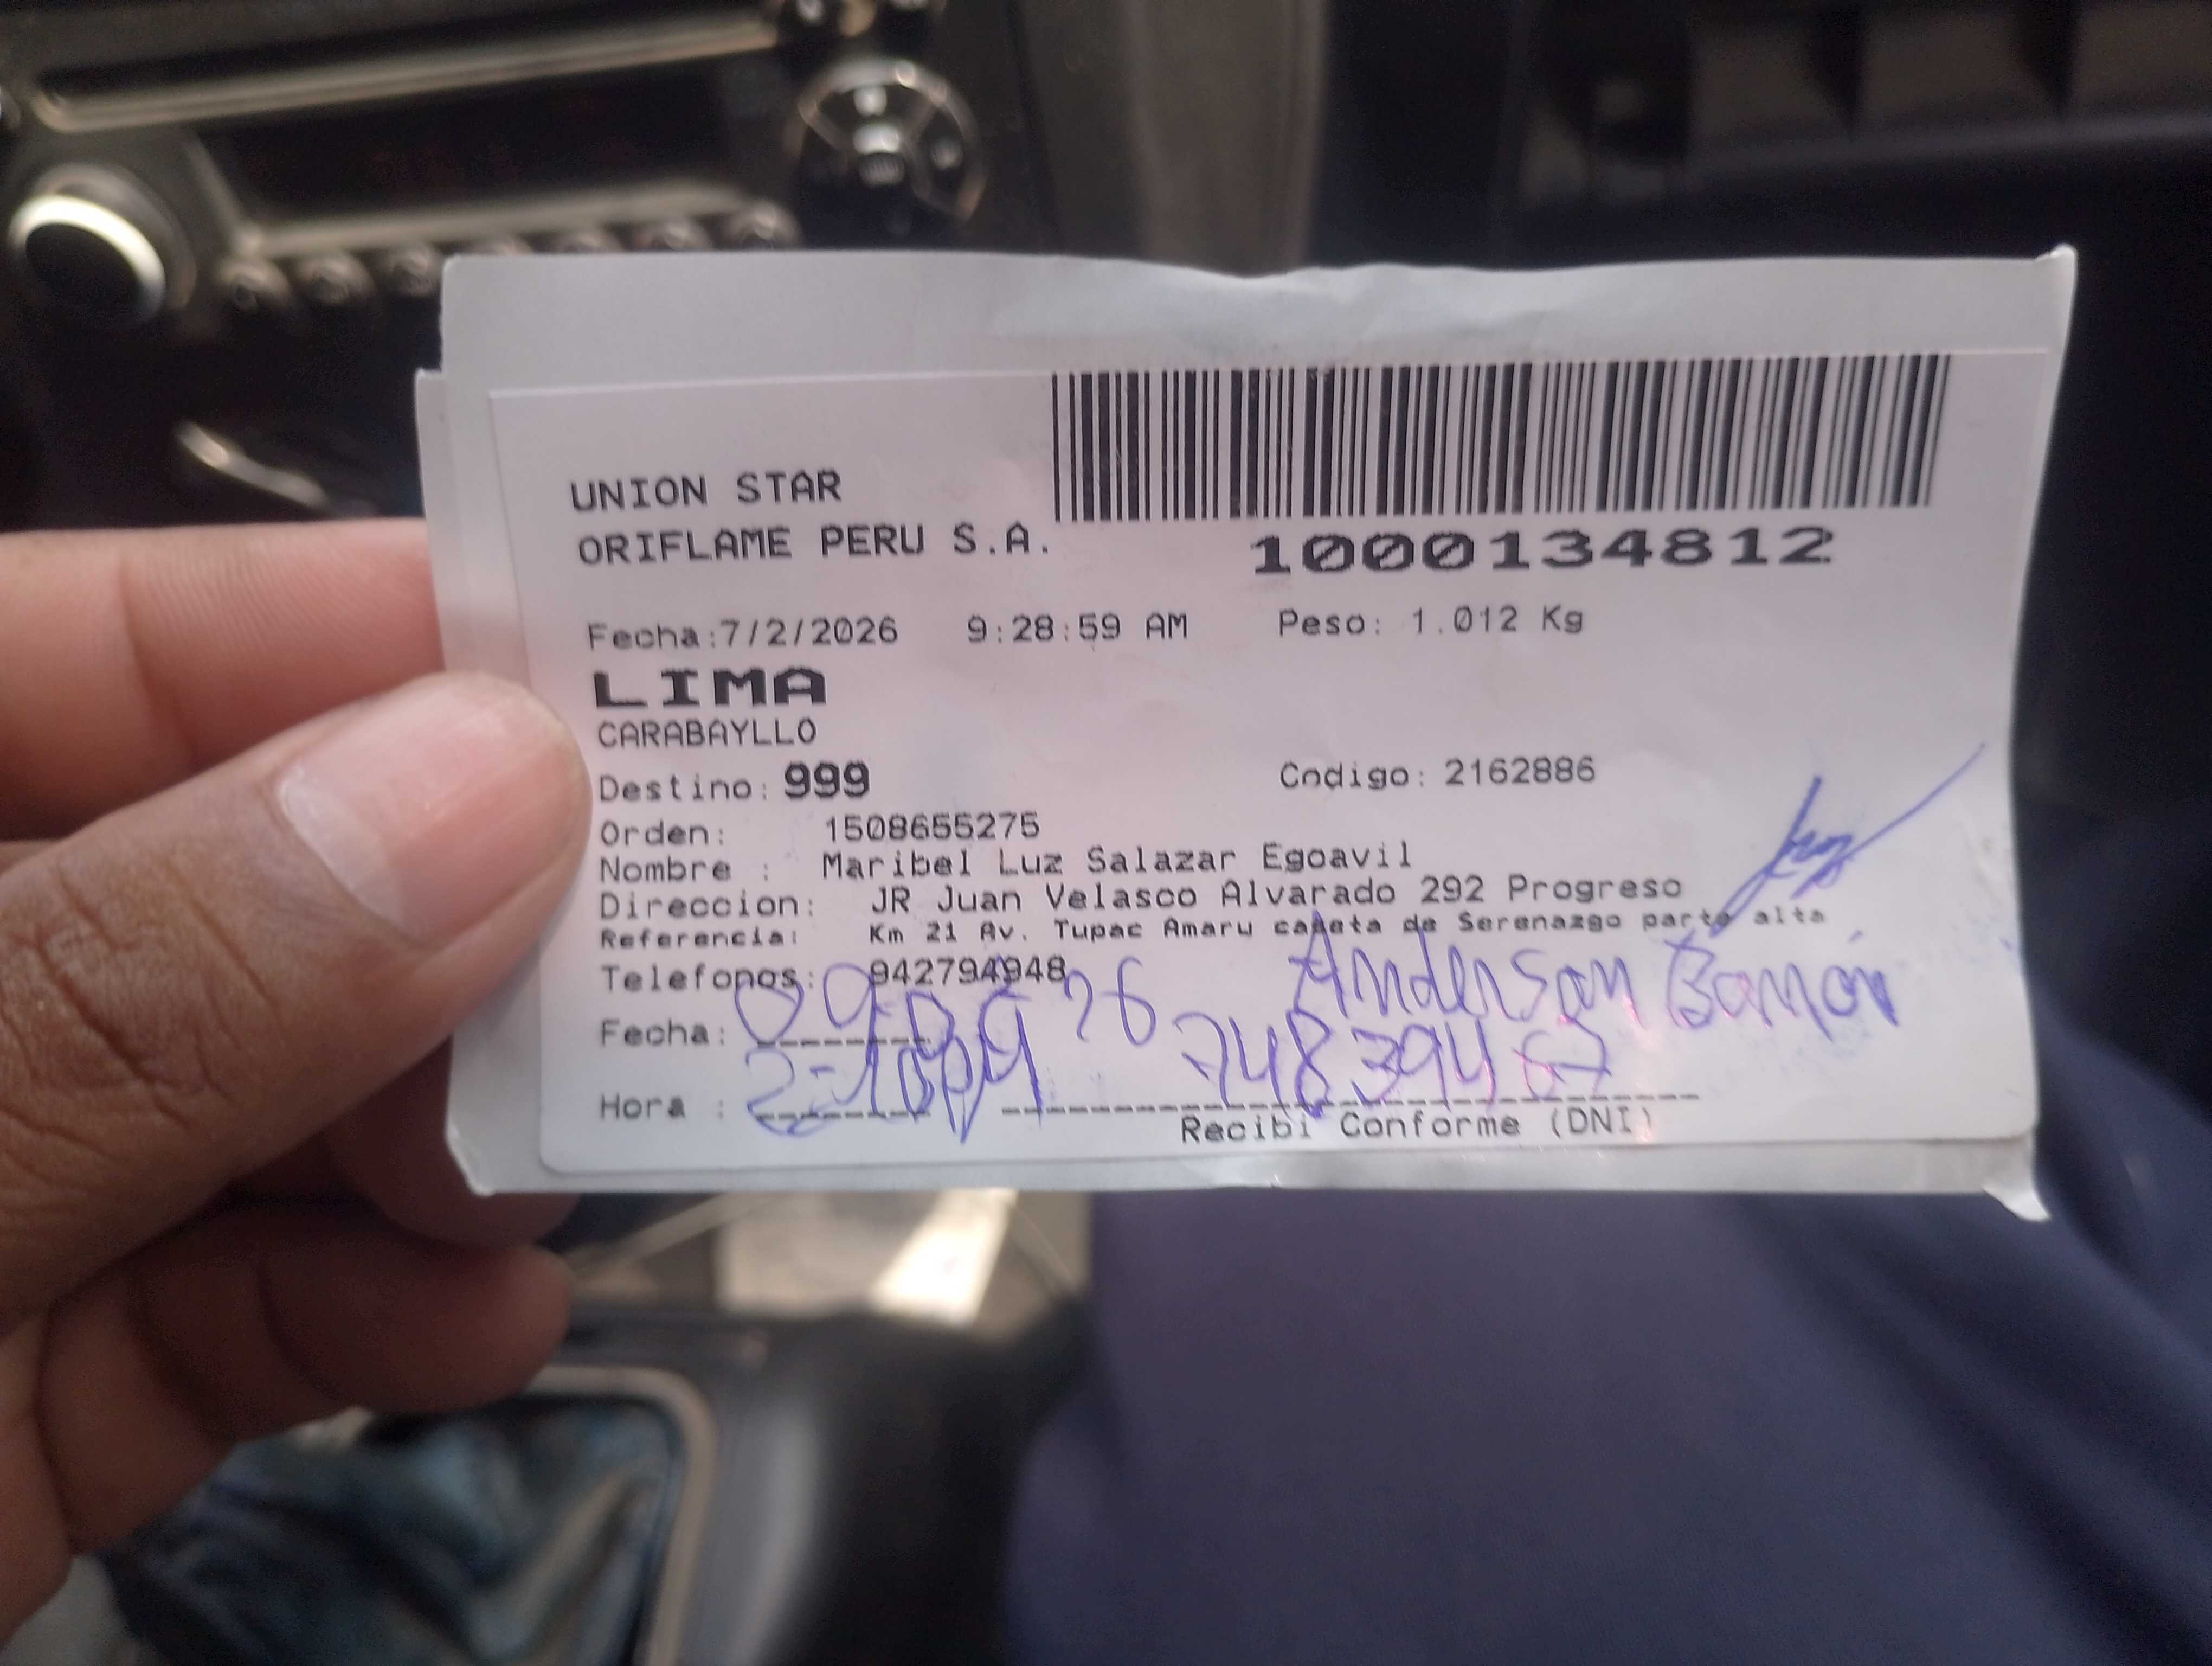 UNION STAR
ORIFLAME PERU S.A.
1000134812
Fecha:7/2/2026 9:28:59 AM Peso: 1.012 Kg
LIMA
CARABAYLLO
Destino: 999 Codigo: 2162886
Orden: 1508655275
Nombre : Maribel Luz Salazar Egoavil
Direccion: JR Juan Velasco Alvarado 292 Progreso
Referencia: Km 21 Av. Tupac Amaru caseta de Serenazgo parte alta
Telefonos: 942794948
Anderson
Fecha: 26
Hora :
Recibi Conforme (DNI)